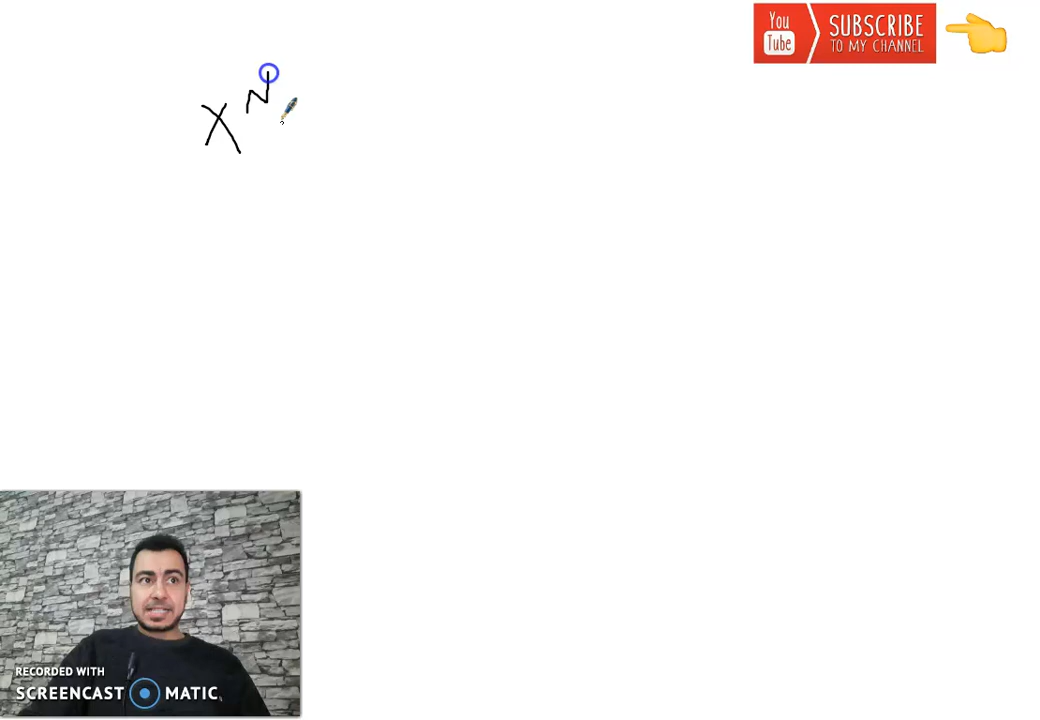 You
Tube
SUBSCRIBE
TO MY CHANNEL
X N
RECORDED WITH
SCREENCAST MATIC